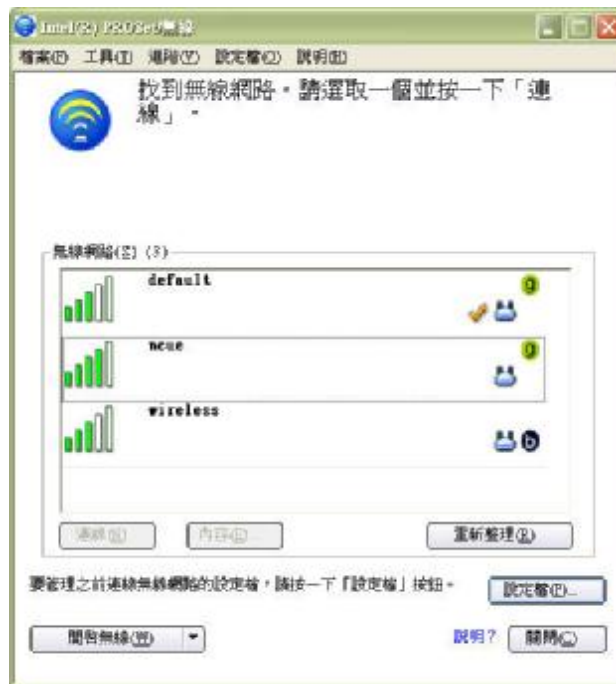 Intel(R) PROSet/無線
檔案(F) 工具(T) 進階(V) 設定檔(O) 說明(H)
找到無線網路。請選取一個並按一下「連
線」。
無線網路(E) (3)
default
g
ncue
g
wireless
b
連線(N) 內容(E)... 重新整理(R)
要管理之前連線無線網路的設定檔,請按一下「設定檔」按鈕。
設定檔(P)...
開啟無線(W) 說明? 關閉(C)